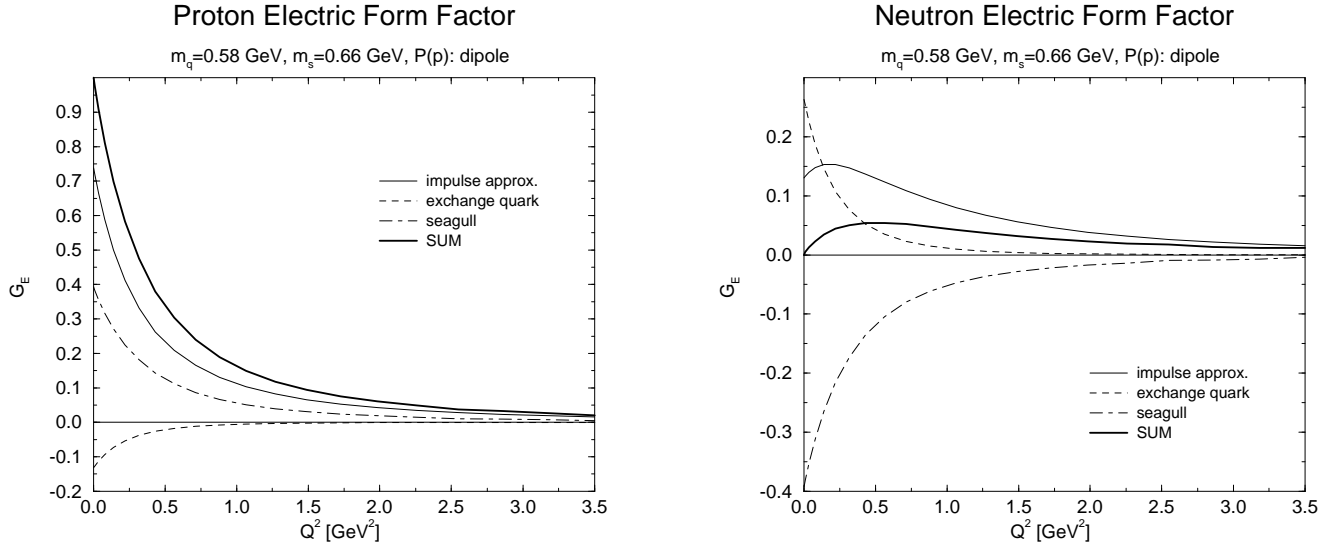 Proton Electric Form Factor
m_q=0.58 GeV, m_s=0.66 GeV, P(p): dipole
G_E
0.9
0.8
0.7
0.6
0.5
0.4
0.3
0.2
0.1
0.0
-0.1
-0.2
impulse approx.
exchange quark
seagull
SUM
0.0 0.5 1.0 1.5 2.0 2.5 3.0 3.5
Q^2 [GeV^2]
Neutron Electric Form Factor
m_q=0.58 GeV, m_s=0.66 GeV, P(p): dipole
G_E
0.2
0.1
0.0
-0.1
-0.2
-0.3
-0.4
impulse approx.
exchange quark
seagull
SUM
0.0 0.5 1.0 1.5 2.0 2.5 3.0 3.5
Q^2 [GeV^2]